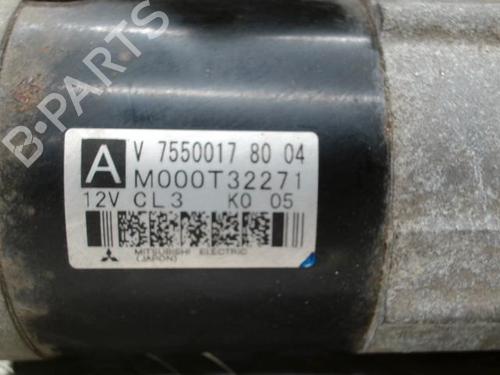 B-PARTS
A V 7550017 80 04
M000T32271
12V CL3 K0 05
MITSUBISHI ELECTRIC
(JAPAN)